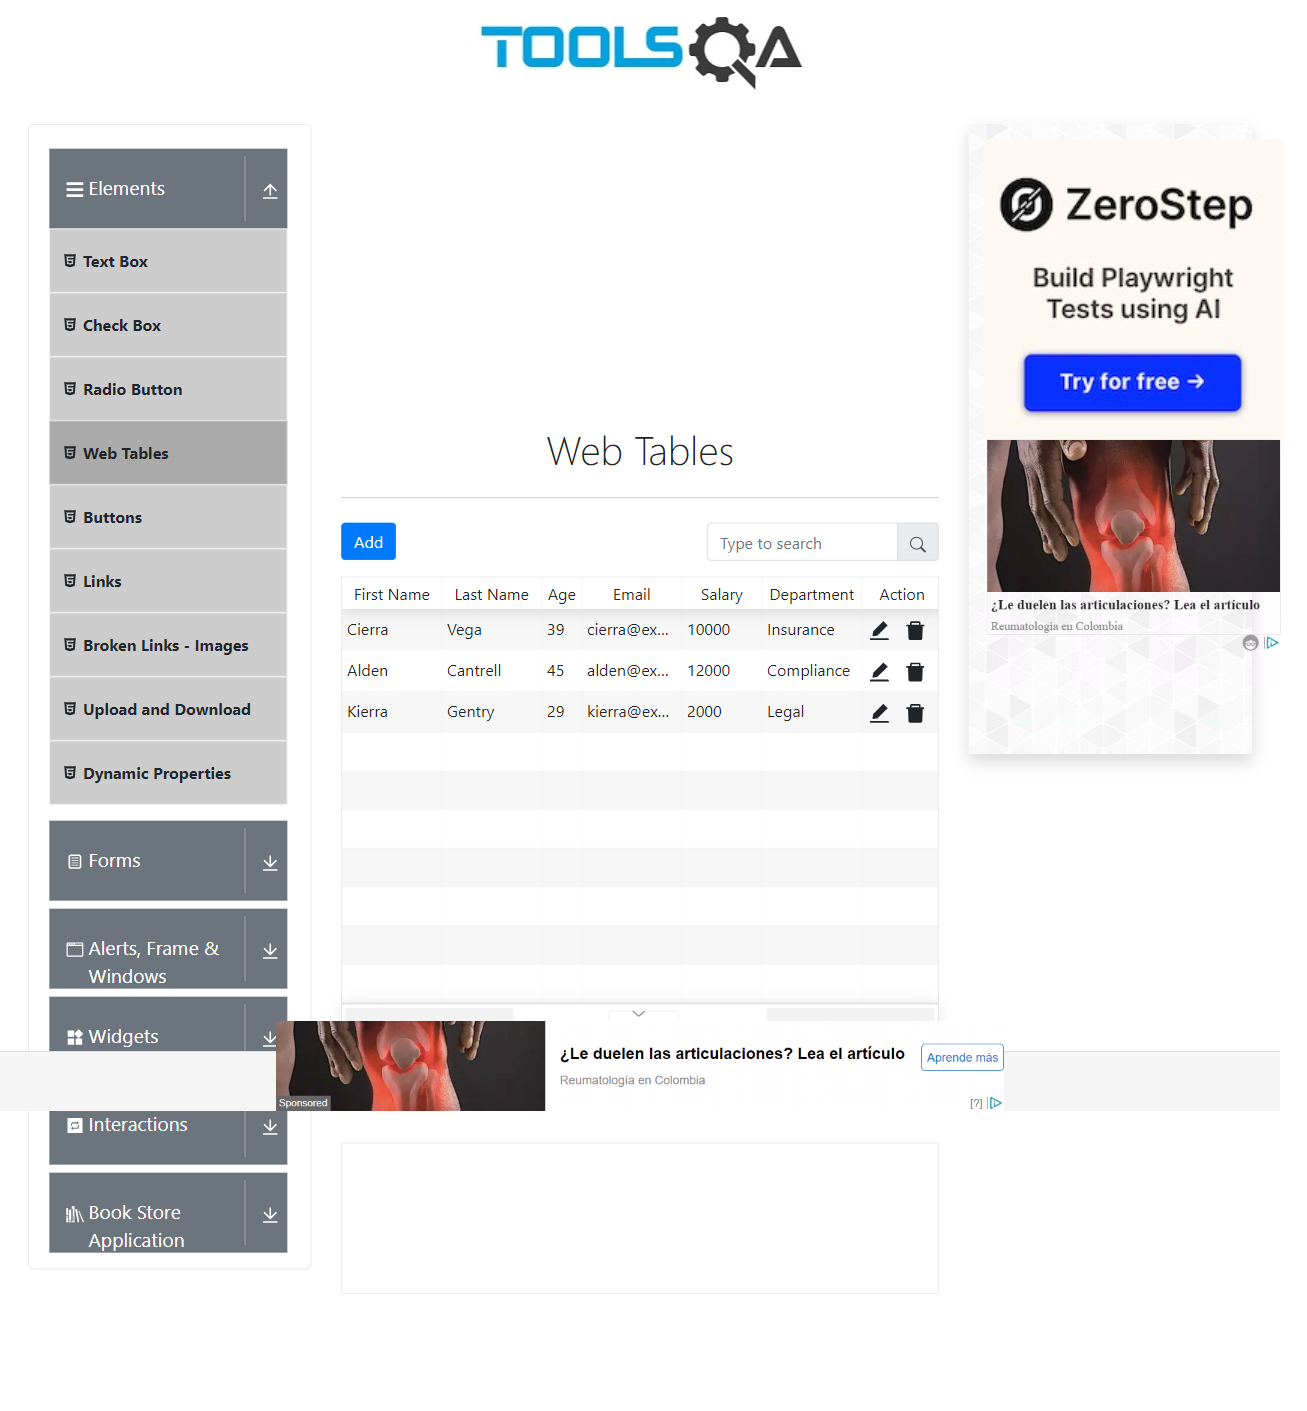 TOOLSQA
Elements
Text Box
Check Box
Radio Button
Web Tables
Buttons
Links
Broken Links - Images
Upload and Download
Dynamic Properties
Forms
Alerts, Frame &
Windows
Widgets
Interactions
Book Store
Application
Web Tables
Add
Type to search
First Name Last Name Age Email Salary Department Action
Cierra Vega 39 cierra@ex... 10000 Insurance
Alden Cantrell 45 alden@ex... 12000 Compliance
Kierra Gentry 29 kierra@ex... 2000 Legal
ZeroStep
Build Playwright
Tests using AI
Try for free →
¿Le duelen las articulaciones? Lea el artículo
Reumatología en Colombia
Sponsored
¿Le duelen las articulaciones? Lea el artículo
Reumatología en Colombia
Aprende más
[?]